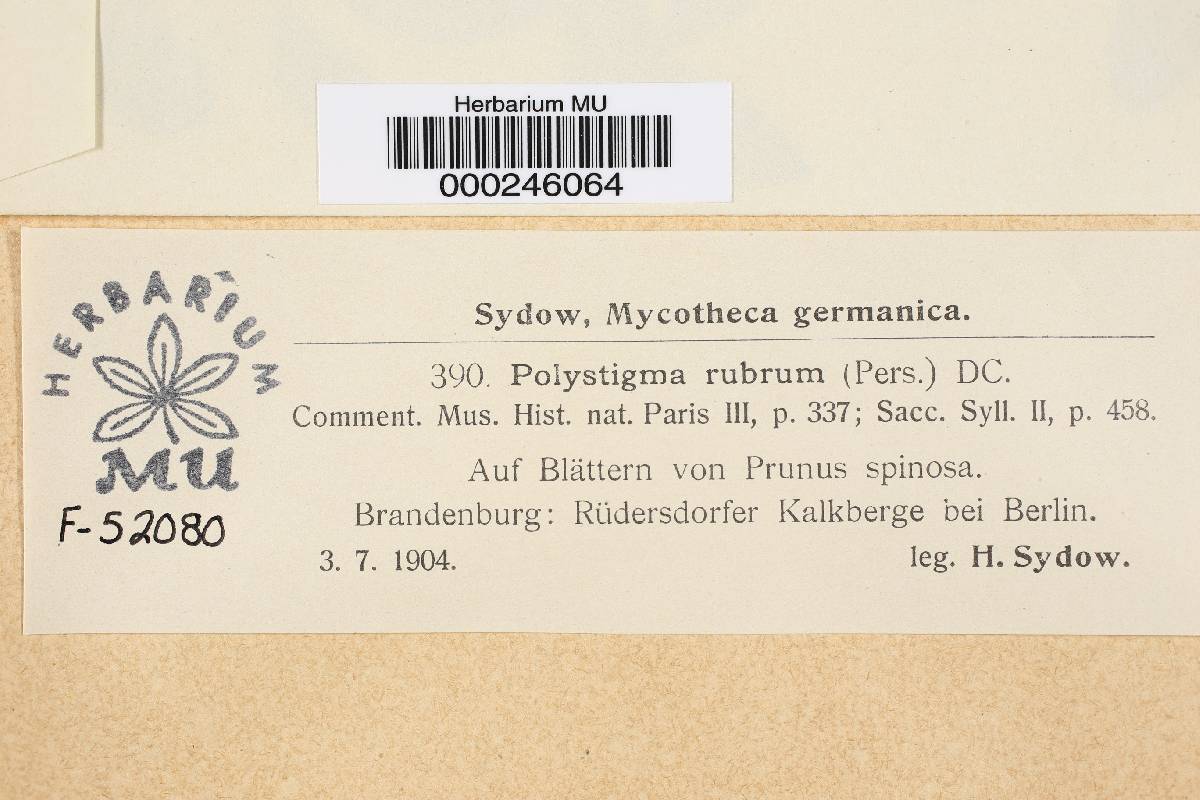 Herbarium MU
000246064
HERBARIUM
MU
F-52080
Sydow, Mycotheca germanica.
390. Polystigma rubrum (Pers.) DC.
Comment. Mus. Hist. nat. Paris III, p. 337; Sacc. Syll. II, p. 458.
Auf Blättern von Prunus spinosa.
Brandenburg: Rüdersdorfer Kalkberge bei Berlin.
3. 7. 1904. leg. H. Sydow.